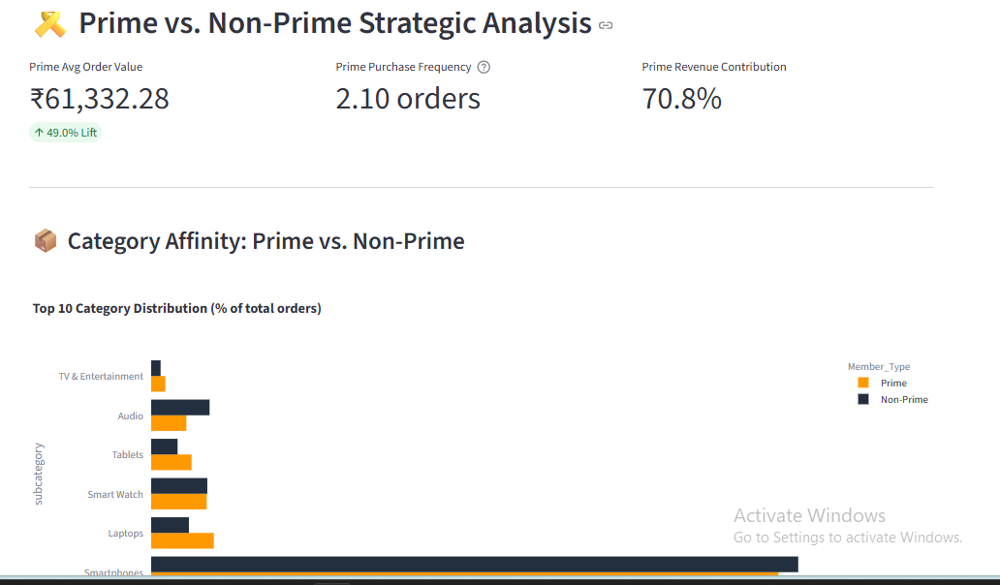 Prime vs. Non-Prime Strategic Analysis
Prime Avg Order Value
₹61,332.28
↑ 49.0% Lift
Prime Purchase Frequency ?
2.10 orders
Prime Revenue Contribution
70.8%
Category Affinity: Prime vs. Non-Prime
Top 10 Category Distribution (% of total orders)
subcategory
TV & Entertainment
Audio
Tablets
Smart Watch
Laptops
Smartphones
Member_Type
Prime
Non-Prime
Activate Windows
Go to Settings to activate Windows.